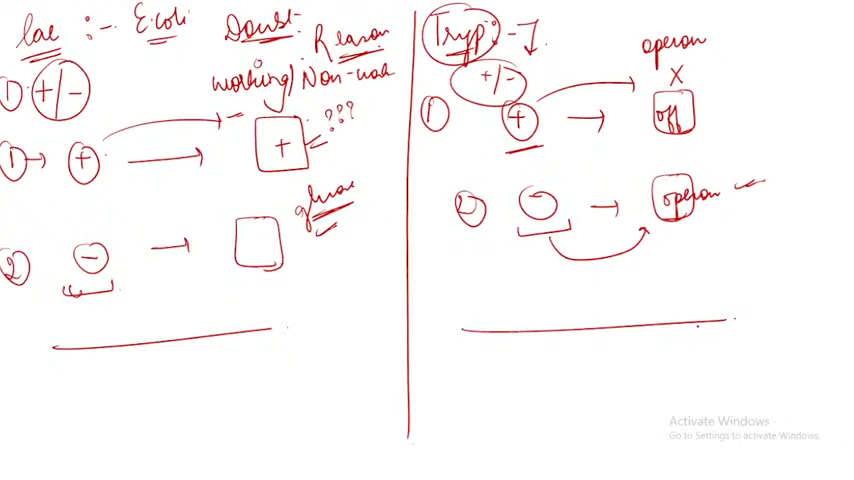 lac :- E.coli Doubt:
Reason
working/Non-work
① +/-
① → + → + ???
glucose
② - →
Tryp :-
+/-
operon
X
① + → off
② - → operon
Activate Windows
Go to Settings to activate Windows.